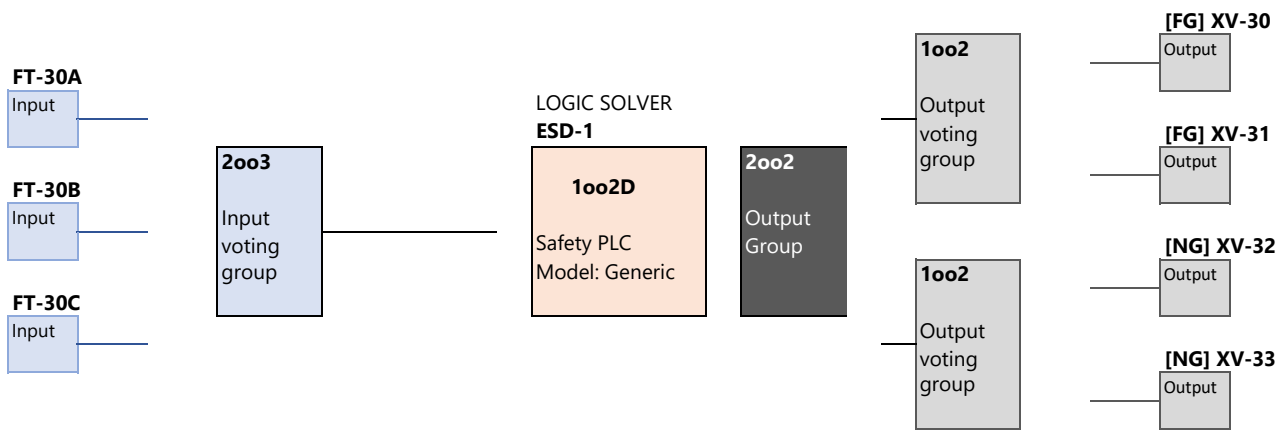 FT-30A
Input
FT-30B
Input
FT-30C
Input
2oo3
Input
voting
group
LOGIC SOLVER
ESD-1
1oo2D
Safety PLC
Model: Generic
2oo2
Output
Group
1oo2
Output
voting
group
1oo2
Output
voting
group
[FG] XV-30
Output
[FG] XV-31
Output
[NG] XV-32
Output
[NG] XV-33
Output